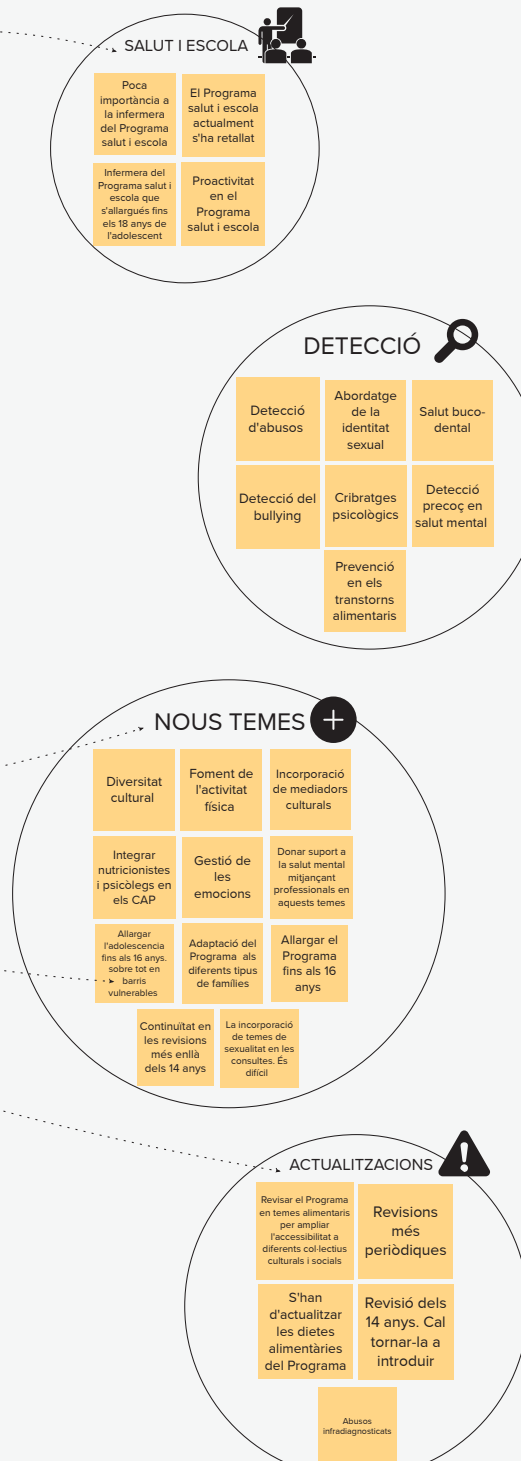 SALUT I ESCOLA
Poca
importància a
la infermera
del Programa
salut i escola
El Programa
salut i escola
actualment
s'ha retallat
Infermera del
Programa salut i
escola que
s'allargués fins
els 18 anys de
l'adolescent
Proactivitat
en el
Programa
salut i escola
DETECCIÓ
Detecció
d'abusos
Abordatge
de la
identitat
sexual
Salut buco-
dental
Detecció del
bullying
Cribratges
psicològics
Detecció
precoç en
salut mental
Prevenció
en els
transtorns
alimentaris
NOUS TEMES
Diversitat
cultural
Foment de
l'activitat
física
Incorporació
de mediadors
culturals
Integrar
nutricionistes
i psicòlegs en
els CAP
Gestió de
les
emocions
Donar suport a
la salut mental
mitjançant
professionals en
aquests temes
Allargar
l'adolescencia
fins als 16 anys.
sobre tot en
barris
vulnerables
Adaptació del
Programa als
diferents tipus
de famílies
Allargar el
Programa
fins als 16
anys
Continuïtat en
les revisions
més enllà
dels 14 anys
La incorporació
de temes de
sexualitat en les
consultes. És
difícil
ACTUALITZACIONS
Revisar el Programa
en temes alimentaris
per ampliar
l'accessibilitat a
diferents col·lectius
culturals i socials
Revisions
més
periòdiques
S'han
d'actualitzar
les dietes
alimentàries
del Programa
Revisió dels
14 anys. Cal
tornar-la a
introduir
Abusos
infradiagnosticats